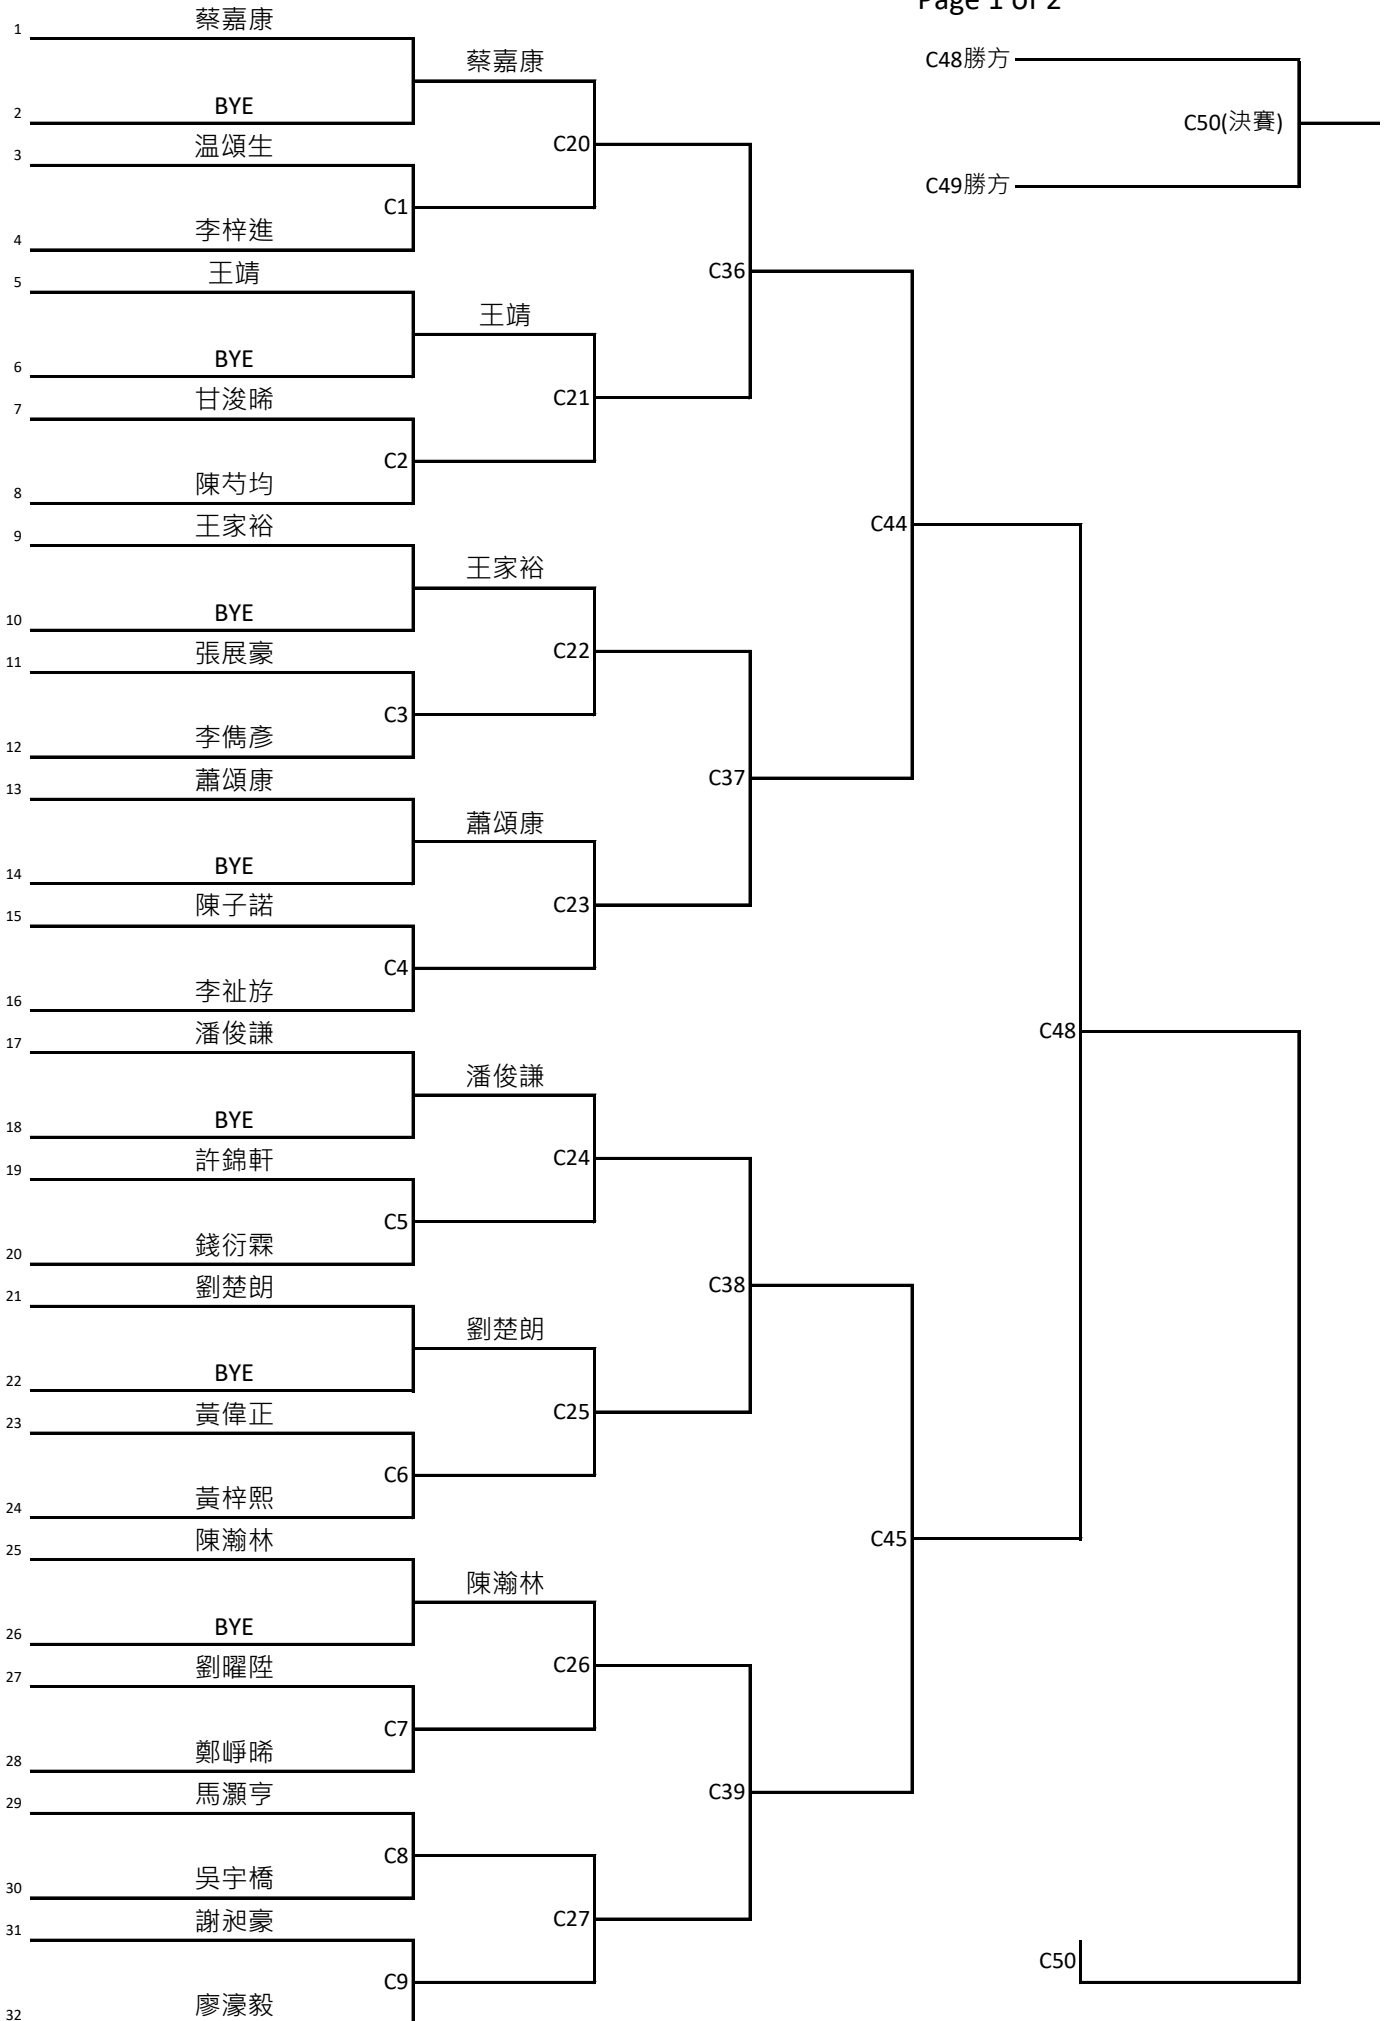 Page 1 of 2
1 蔡嘉康
蔡嘉康
C48勝方
2 BYE
C50(決賽)
3 温頌生
C20
C49勝方
C1
4 李梓進
5 王靖
C36
王靖
6 BYE
7 甘浚晞
C21
C2
8 陳芍均
9 王家裕
C44
王家裕
10 BYE
11 張展豪
C22
C3
12 李儁彥
13 蕭頌康
C37
蕭頌康
14 BYE
15 陳子諾
C23
C4
16 李祉斿
17 潘俊謙
C48
潘俊謙
18 BYE
19 許錦軒
C24
C5
20 錢衍霖
21 劉楚朗
C38
劉楚朗
22 BYE
23 黃偉正
C25
C6
24 黃梓熙
25 陳瀚林
C45
陳瀚林
26 BYE
27 劉曜陞
C26
C7
28 鄭崢晞
29 馬灝亨
C39
C8
30 吳宇橋
31 謝昶豪
C27
C50
C9
32 廖濠毅